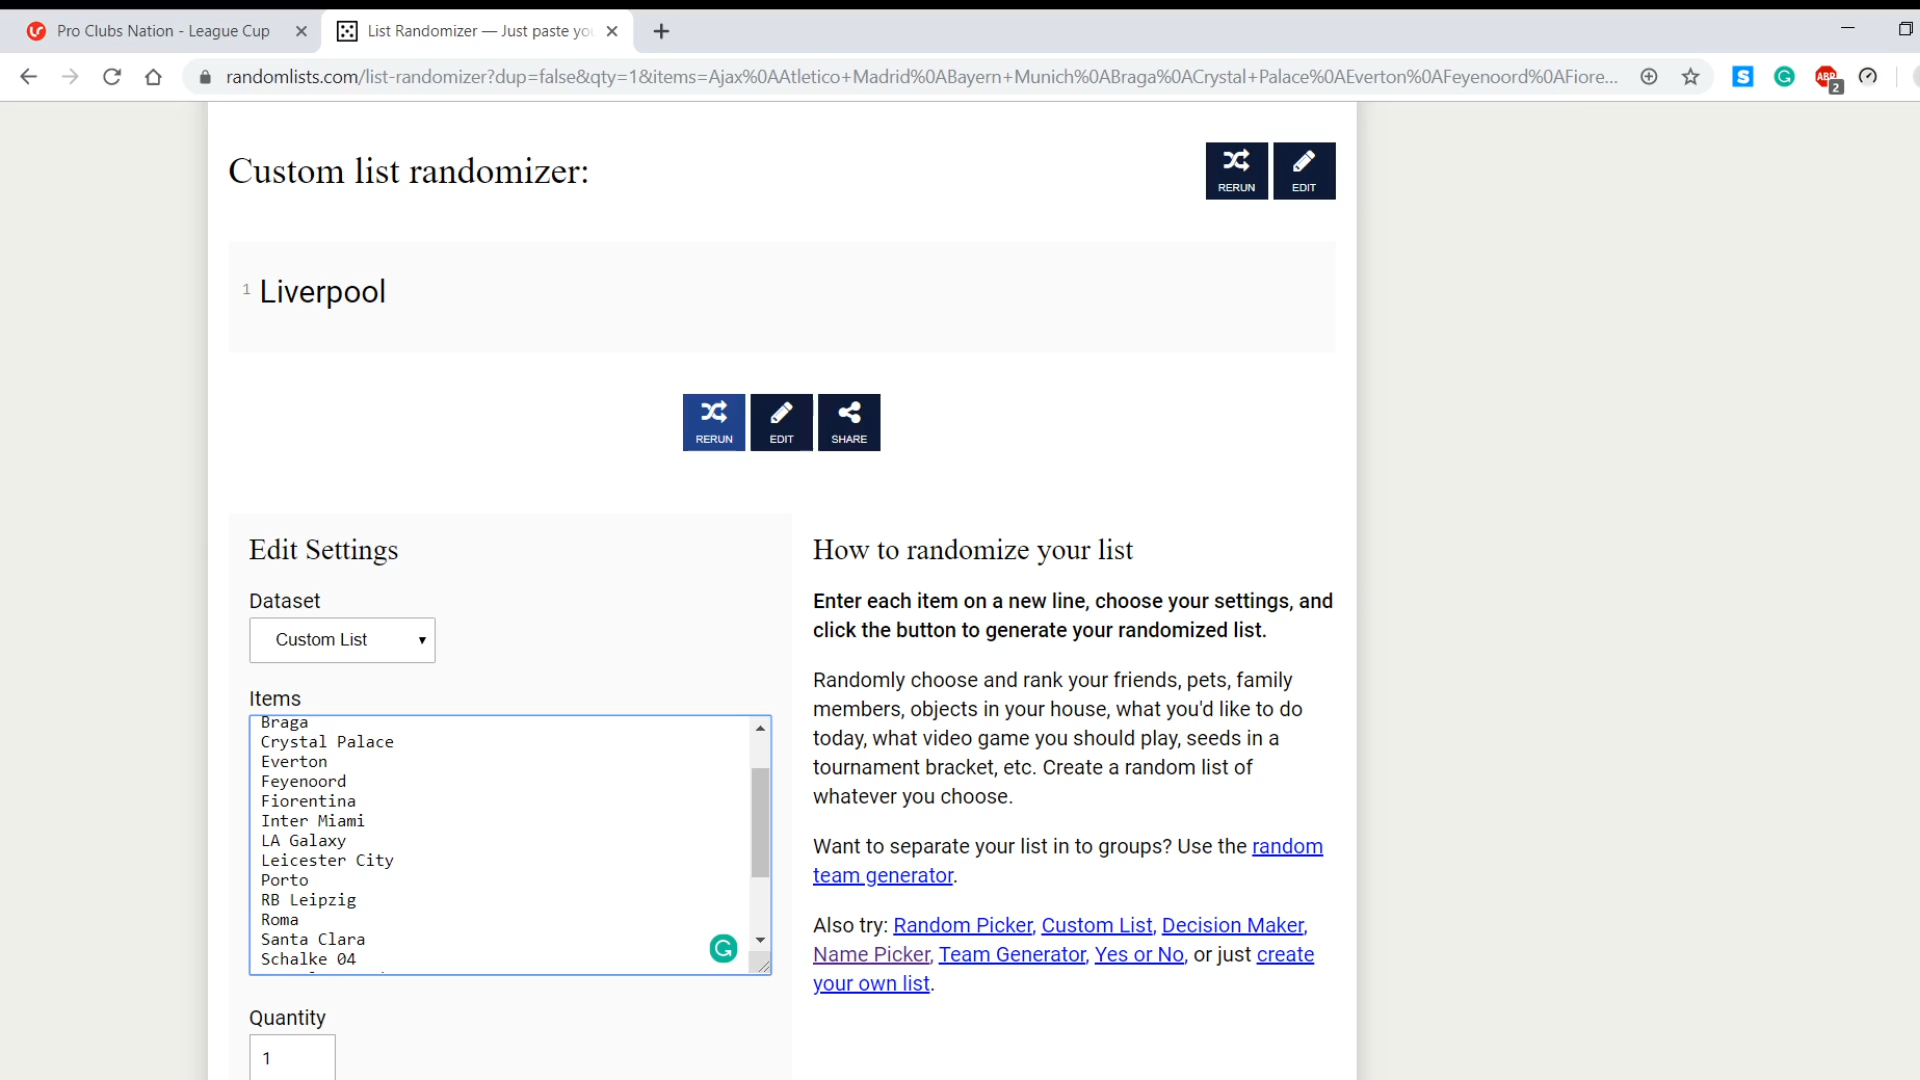 Pro Clubs Nation - League Cup
List Randomizer — Just paste yo
randomlists.com/list-randomizer?dup=false&qty=1&items=Ajax%0AAtletico+Madrid%0ABayern+Munich%0ABraga%0ACrystal+Palace%0AEverton%0AFeyenoord%0AFiore...
S
G
ABP
2
Custom list randomizer:
RERUN
EDIT
1 Liverpool
RERUN
EDIT
SHARE
Edit Settings
Dataset
Custom List
Items
Braga
Crystal Palace
Everton
Feyenoord
Fiorentina
Inter Miami
LA Galaxy
Leicester City
Porto
RB Leipzig
Roma
Santa Clara
Schalke 04
G
Quantity
1
How to randomize your list
Enter each item on a new line, choose your settings, and
click the button to generate your randomized list.
Randomly choose and rank your friends, pets, family
members, objects in your house, what you'd like to do
today, what video game you should play, seeds in a
tournament bracket, etc. Create a random list of
whatever you choose.
Want to separate your list in to groups? Use the random
team generator.
Also try: Random Picker, Custom List, Decision Maker,
Name Picker, Team Generator, Yes or No, or just create
your own list.